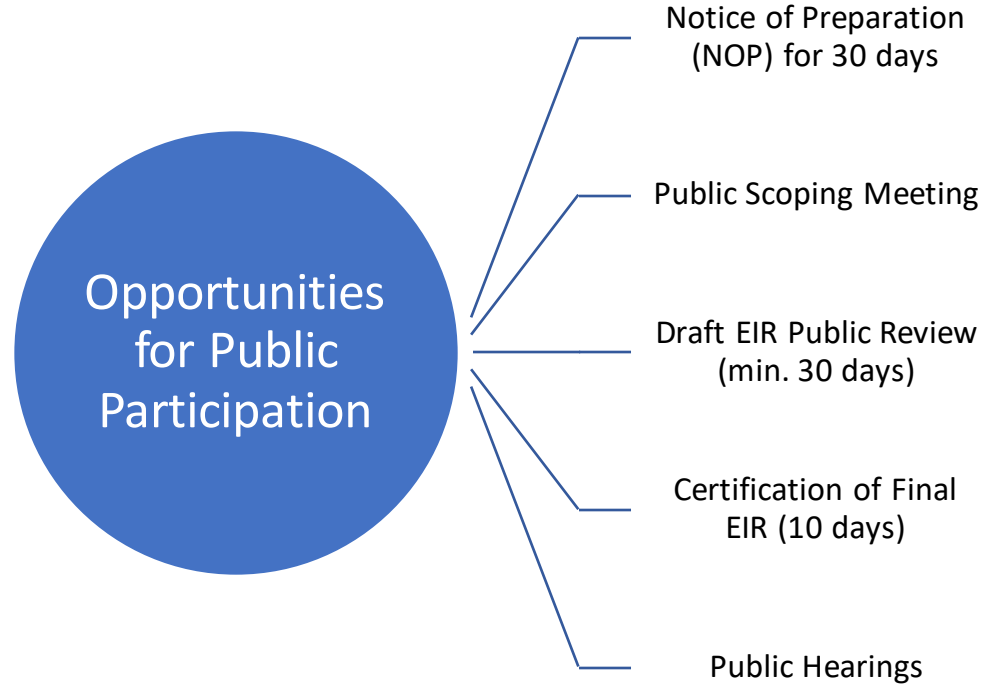 Opportunities
for Public
Participation
Notice of Preparation
(NOP) for 30 days
Public Scoping Meeting
Draft EIR Public Review
(min. 30 days)
Certification of Final
EIR (10 days)
Public Hearings